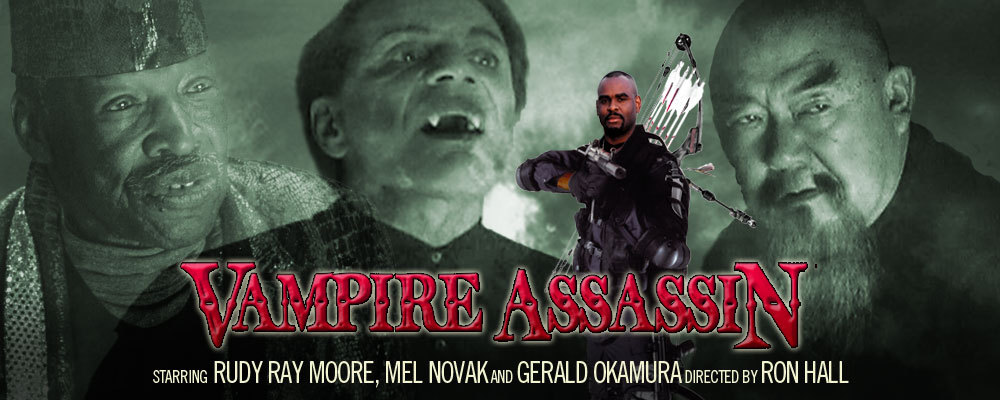 VAMPIRE ASSASSIN
STARRING RUDY RAY MOORE, MEL NOVAK AND GERALD OKAMURA DIRECTED BY RON HALL